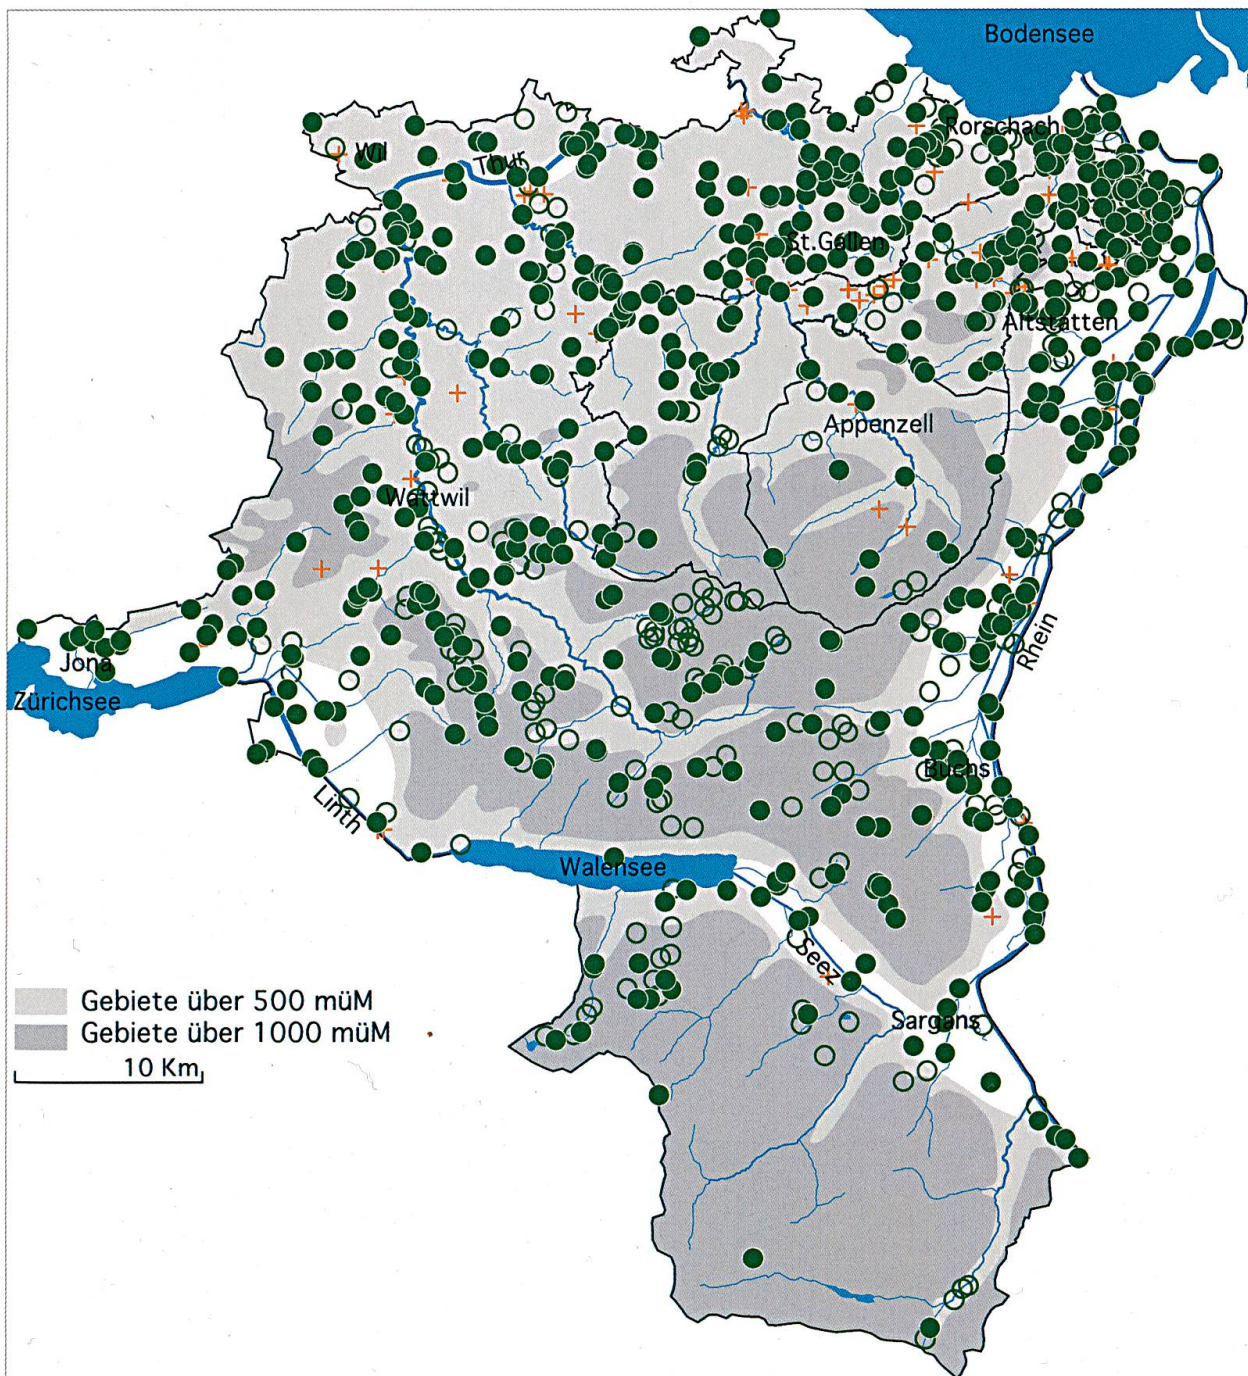 Bodensee
Rorschach
Wil
Thur
St.Gallen
Altstätten
Appenzell
Wattwil
Rhein
Jona
Zürichsee
Buchs
Linth
Walensee
Seez
Sargans
Gebiete über 500 müM
Gebiete über 1000 müM
10 Km